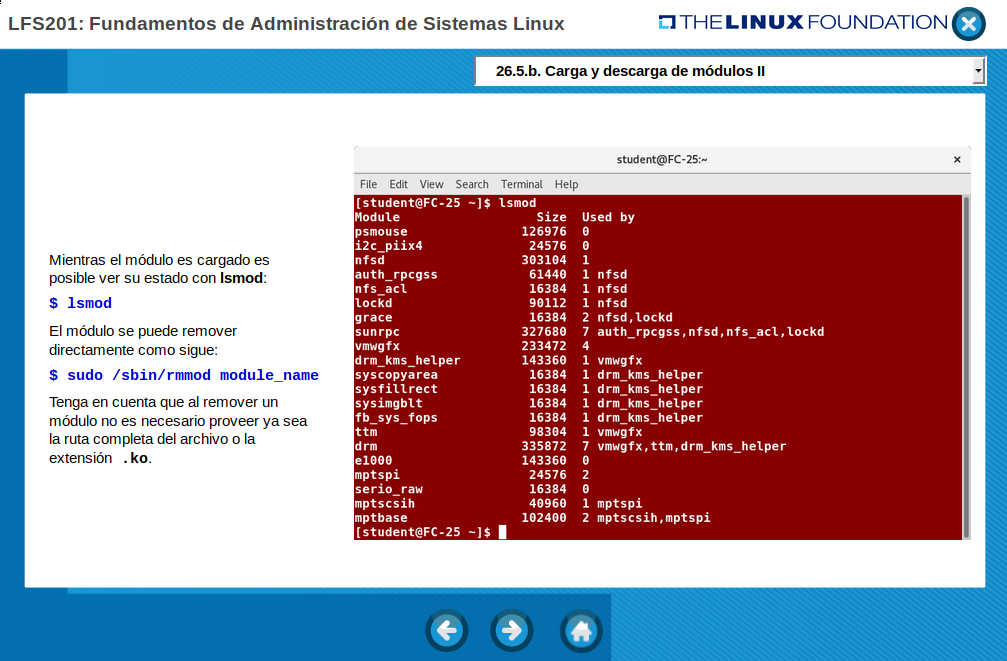 LFS201: Fundamentos de Administración de Sistemas Linux
THE LINUX FOUNDATION
26.5.b. Carga y descarga de módulos II
Mientras el módulo es cargado es
posible ver su estado con lsmod:
$ lsmod
El módulo se puede remover
directamente como sigue:
$ sudo /sbin/rmmod module_name
Tenga en cuenta que al remover un
módulo no es necesario proveer ya sea
la ruta completa del archivo o la
extensión .ko.
student@FC-25:~
File Edit View Search Terminal Help
[student@FC-25 ~]$ lsmod
Module Size Used by
psmouse 126976 0
i2c_piix4 24576 0
nfsd 303104 1
auth_rpcgss 61440 1 nfsd
nfs_acl 16384 1 nfsd
lockd 90112 1 nfsd
grace 16384 2 nfsd,lockd
sunrpc 327680 7 auth_rpcgss,nfsd,nfs_acl,lockd
vmwgfx 233472 4
drm_kms_helper 143360 1 vmwgfx
syscopyarea 16384 1 drm_kms_helper
sysfillrect 16384 1 drm_kms_helper
sysimgblt 16384 1 drm_kms_helper
fb_sys_fops 16384 1 drm_kms_helper
ttm 98304 1 vmwgfx
drm 335872 7 vmwgfx,ttm,drm_kms_helper
e1000 143360 0
mptspi 24576 2
serio_raw 16384 0
mptscsih 40960 1 mptspi
mptbase 102400 2 mptscsih,mptspi
[student@FC-25 ~]$